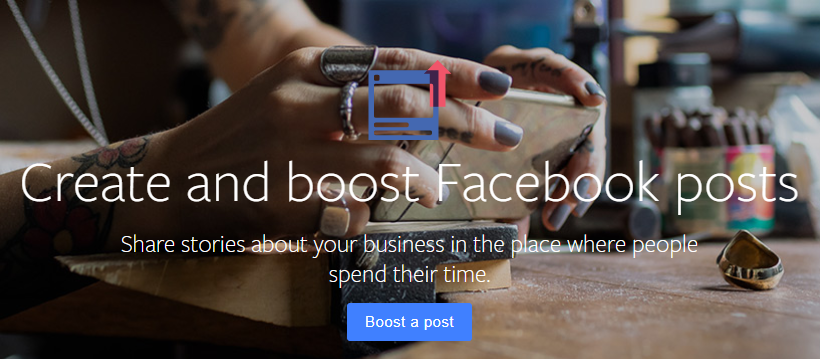 Create and boost Facebook posts
Share stories about your business in the place where people
spend their time.
Boost a post